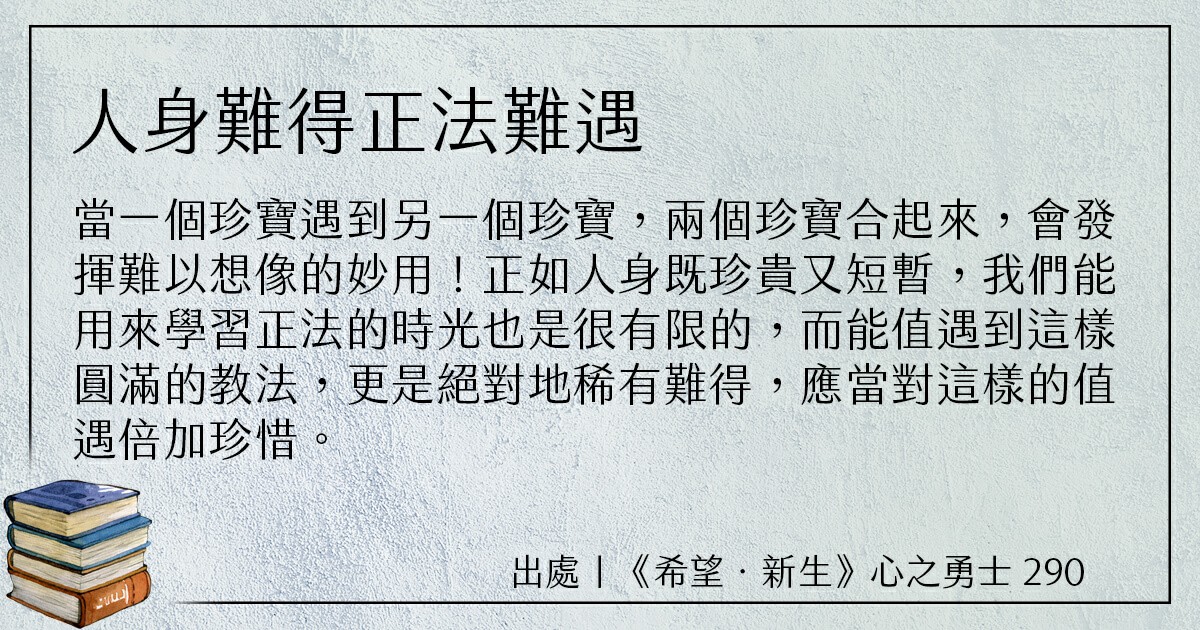 人身難得正法難遇
當一個珍寶遇到另一個珍寶，兩個珍寶合起來，會發
揮難以想像的妙用！正如人身既珍貴又短暫，我們能
用來學習正法的時光也是很有限的，而能值遇到這樣
圓滿的教法，更是絕對地稀有難得，應當對這樣的值
遇倍加珍惜。
出處｜《希望．新生》心之勇士 290